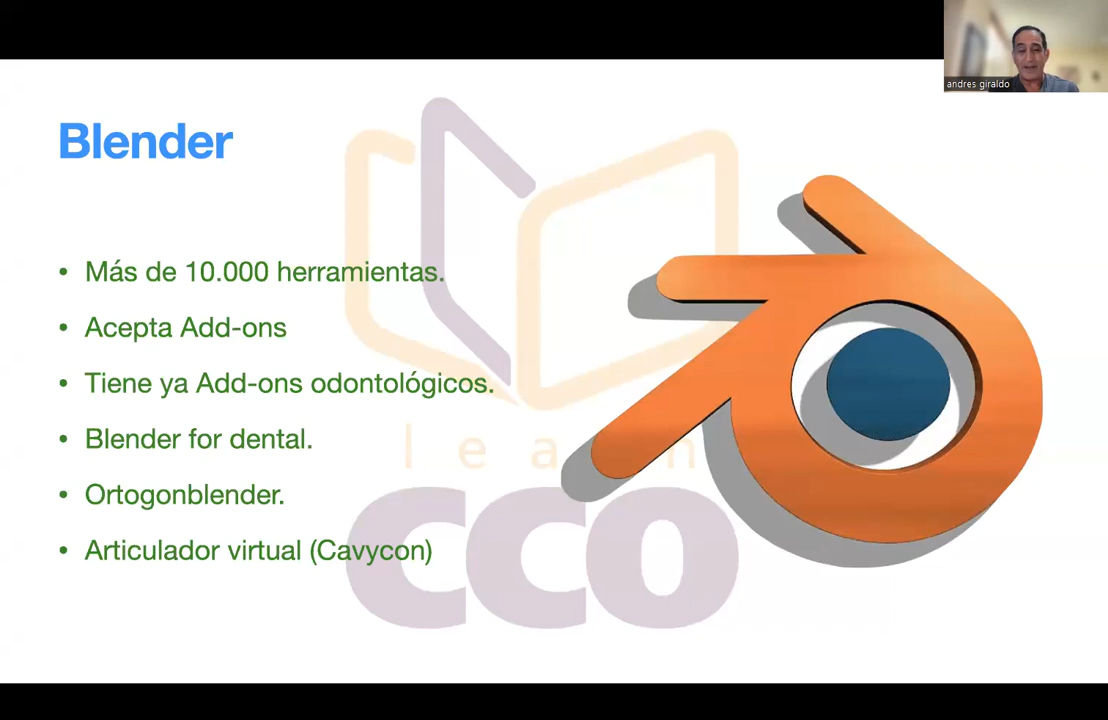 andres giraldo
Blender
• Más de 10.000 herramientas.
• Acepta Add-ons
• Tiene ya Add-ons odontológicos.
• Blender for dental.
• Ortogonblender.
• Articulador virtual (Cavycon)
learn
cco